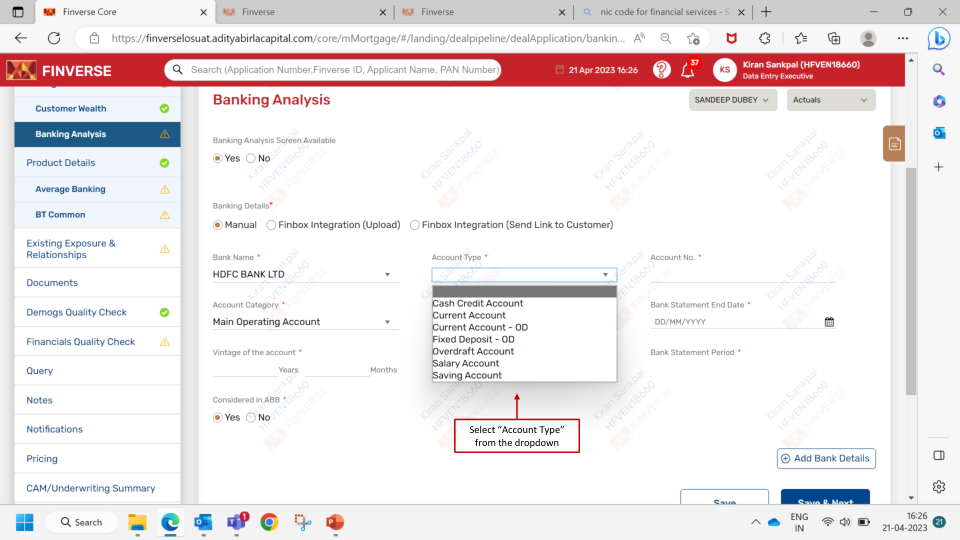 Finverse Core
Finverse
Finverse
nic code for financial services - S
https://finverselosuat.adityabirlacapital.com/core/mMortgage/#/landing/dealpipeline/dealApplication/bankin...
FINVERSE
Search (Application Number,Finverse ID, Applicant Name, PAN Number)
21 Apr 2023 16:26
37
KS
Kiran Sankpal (HFVEN18660)
Data Entry Executive
Customer Wealth
Banking Analysis
Product Details
Average Banking
BT Common
Existing Exposure &
Relationships
Documents
Demogs Quality Check
Financials Quality Check
Query
Notes
Notifications
Pricing
CAM/Underwriting Summary
Banking Analysis
SANDEEP DUBEY
Actuals
Banking Analysis Screen Available
Yes No
Banking Details*
Manual Finbox Integration (Upload) Finbox Integration (Send Link to Customer)
Bank Name * Account Type * Account No. *
HDFC BANK LTD
Account Category * Bank Statement End Date *
Main Operating Account DD/MM/YYYY
Cash Credit Account
Current Account
Current Account - OD
Fixed Deposit - OD
Overdraft Account
Salary Account
Saving Account
Vintage of the account * Bank Statement Period *
Years Months
Considered in ABB *
Yes No
Select “Account Type”
from the dropdown
Add Bank Details
Save Save & Next
Kiran Sankpal
HFVEN18660
FINVERSE
Search
1
ENG
IN
16:26
21-04-2023
21